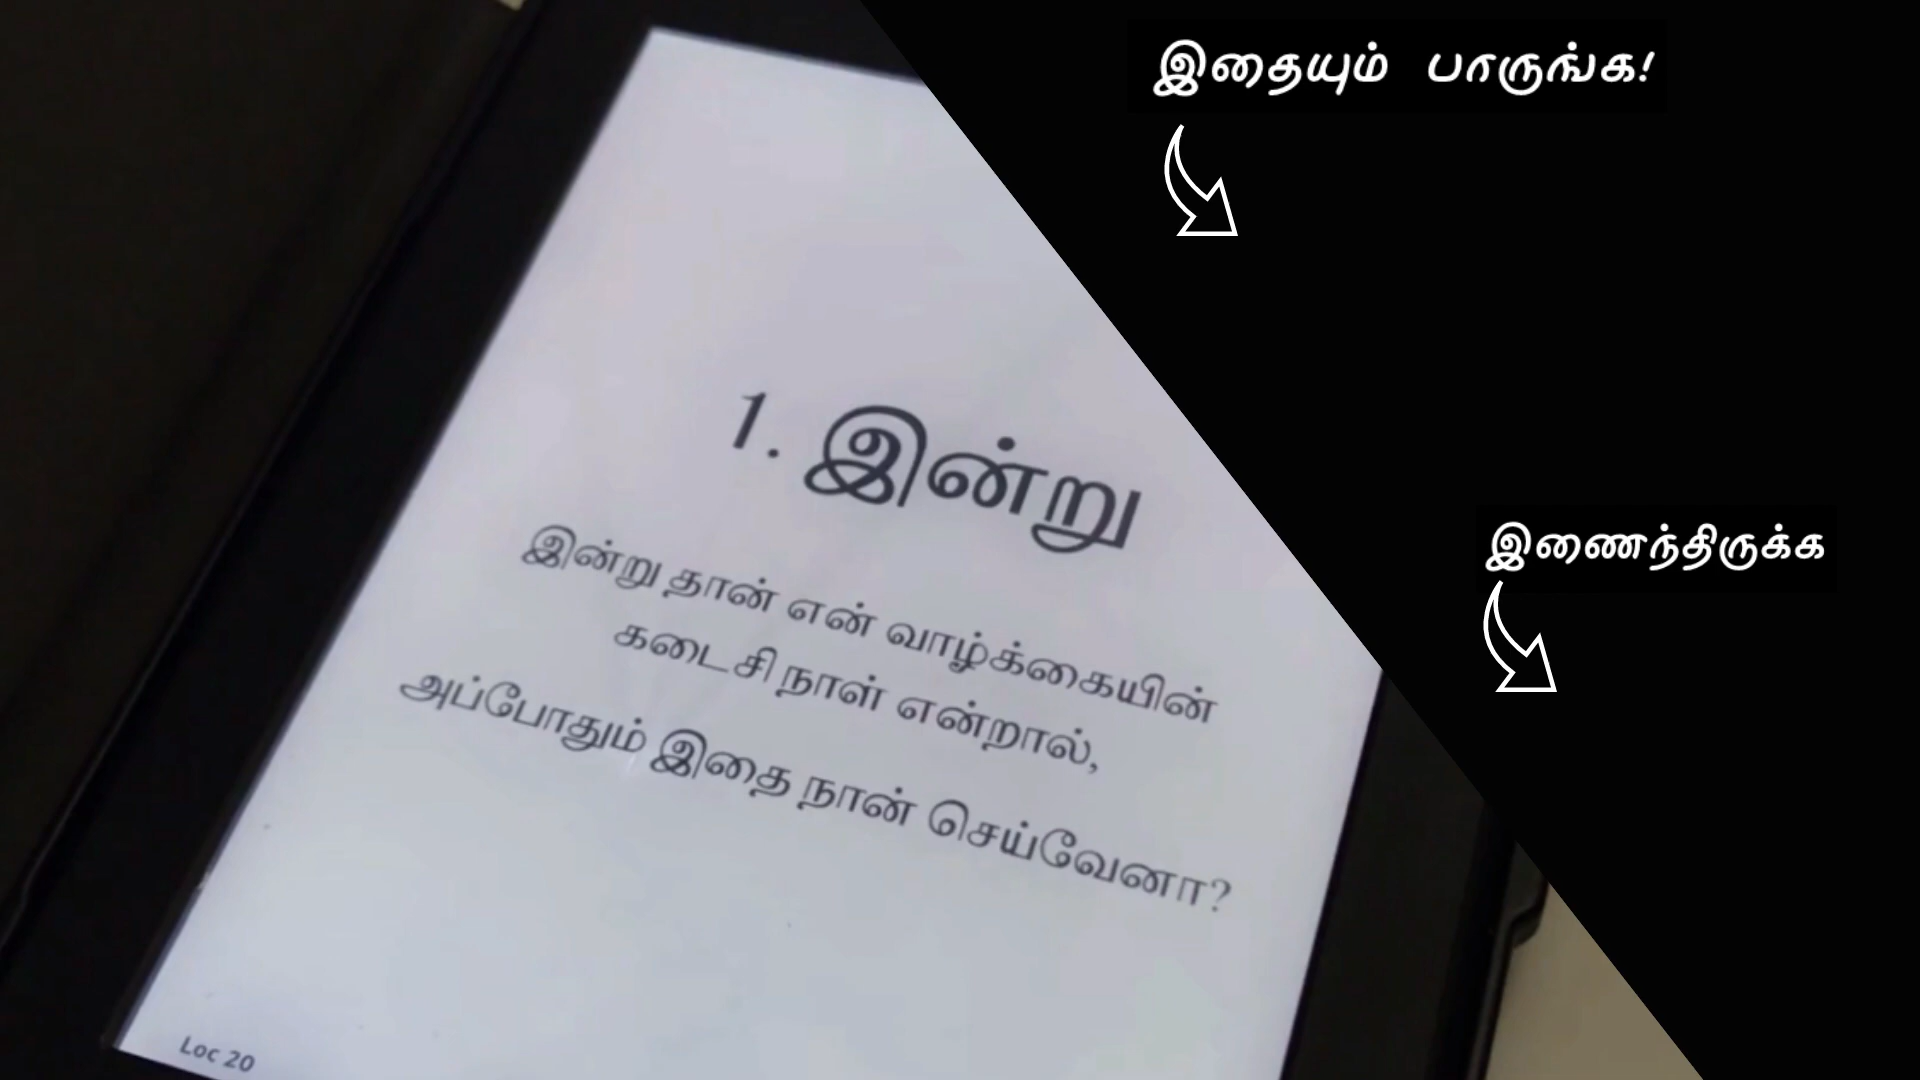 இதையும் பாருங்க!
1. இன்று
இன்று தான் என் வாழ்க்கையின்
கடைசி நாள் என்றால்,
அப்போதும் இதை நான் செய்வேனா?
இணைந்திருக்க
Loc 20